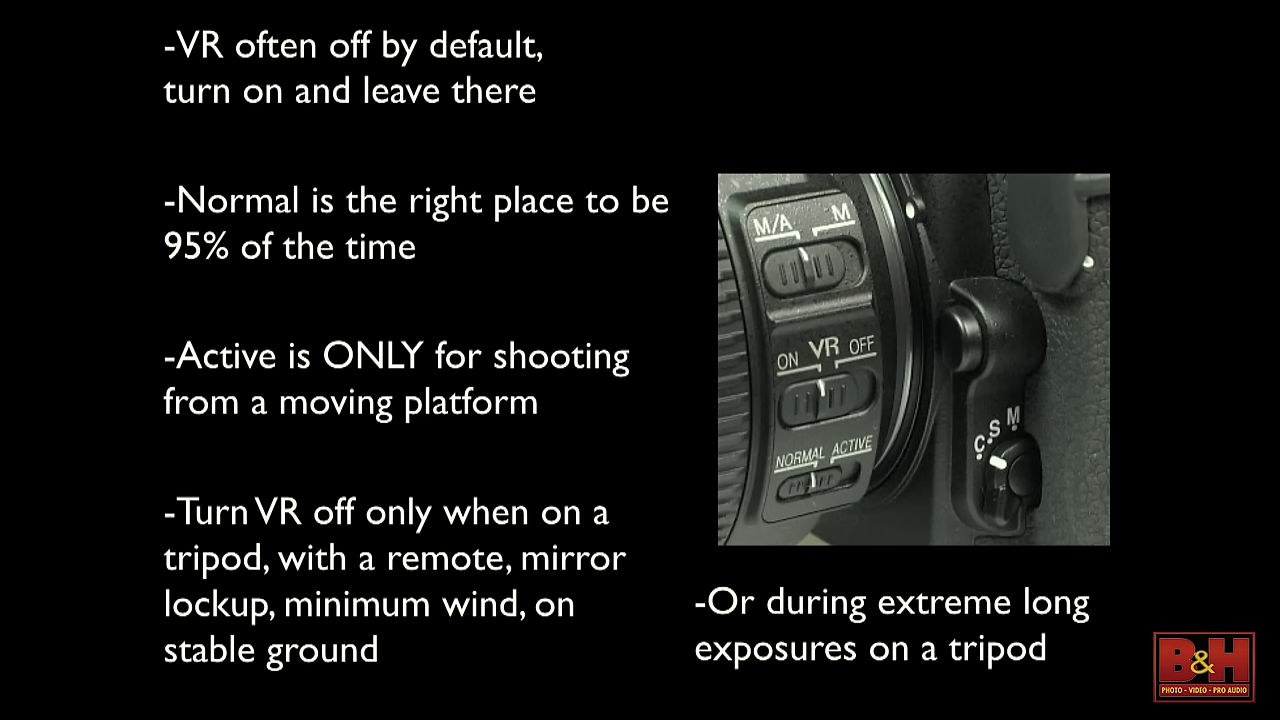 -VR often off by default,
turn on and leave there
-Normal is the right place to be
95% of the time
-Active is ONLY for shooting
from a moving platform
-Turn VR off only when on a
tripod, with a remote, mirror
lockup, minimum wind, on
stable ground
M/A M
ON VR OFF
NORMAL ACTIVE
C S M
-Or during extreme long
exposures on a tripod
B&H
PHOTO - VIDEO - PRO AUDIO